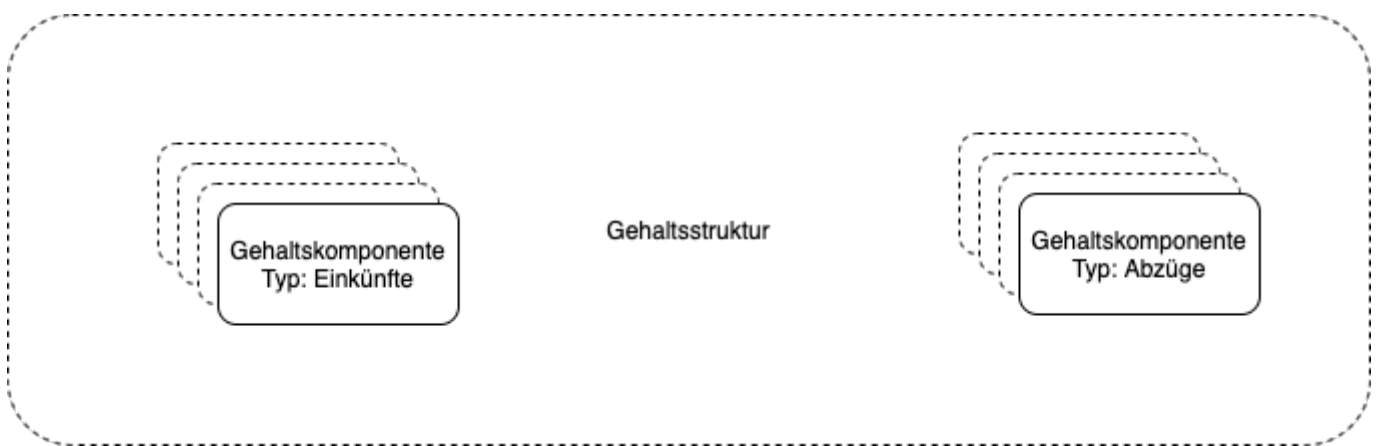 Gehaltskomponente
Typ: Einkünfte
Gehaltsstruktur
Gehaltskomponente
Typ: Abzüge